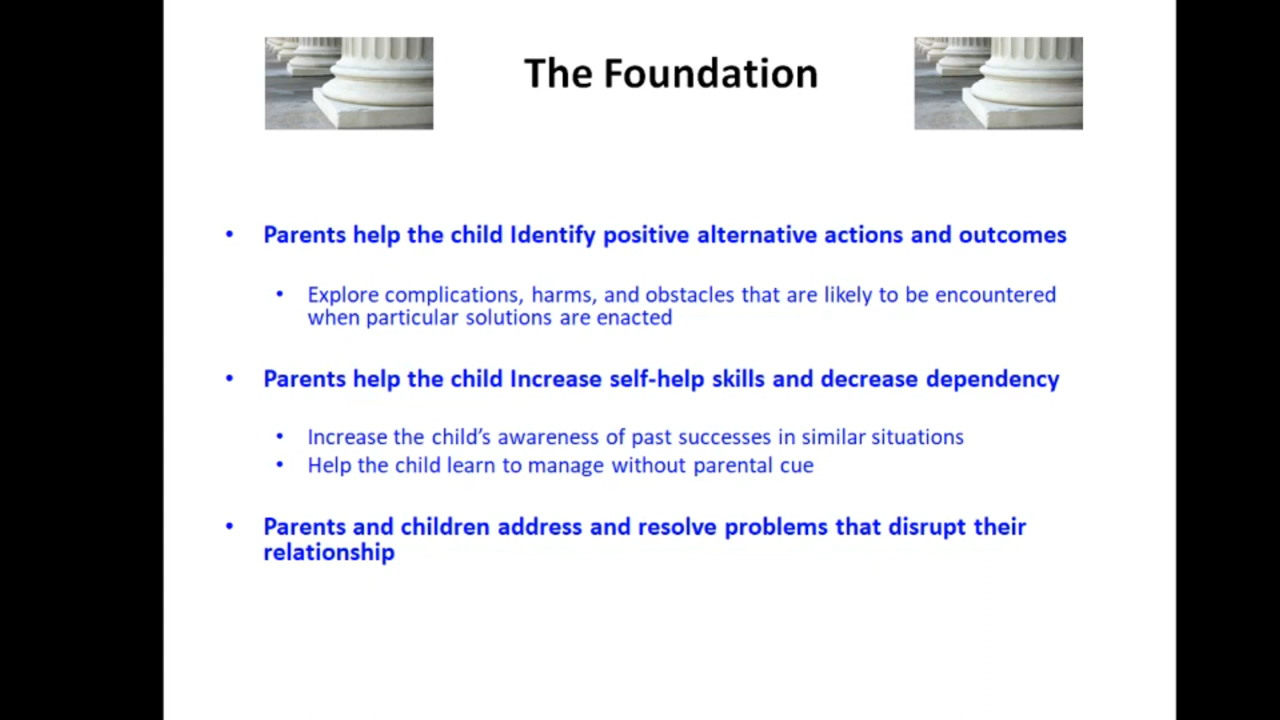 The Foundation
• Parents help the child Identify positive alternative actions and outcomes
• Explore complications, harms, and obstacles that are likely to be encountered
when particular solutions are enacted
• Parents help the child Increase self-help skills and decrease dependency
• Increase the child’s awareness of past successes in similar situations
• Help the child learn to manage without parental cue
• Parents and children address and resolve problems that disrupt their
relationship